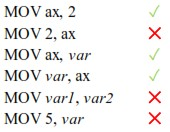 MOV ax, 2 ✓
MOV 2, ax ✕
MOV ax, var ✓
MOV var, ax ✓
MOV var1, var2 ✕
MOV 5, var ✕